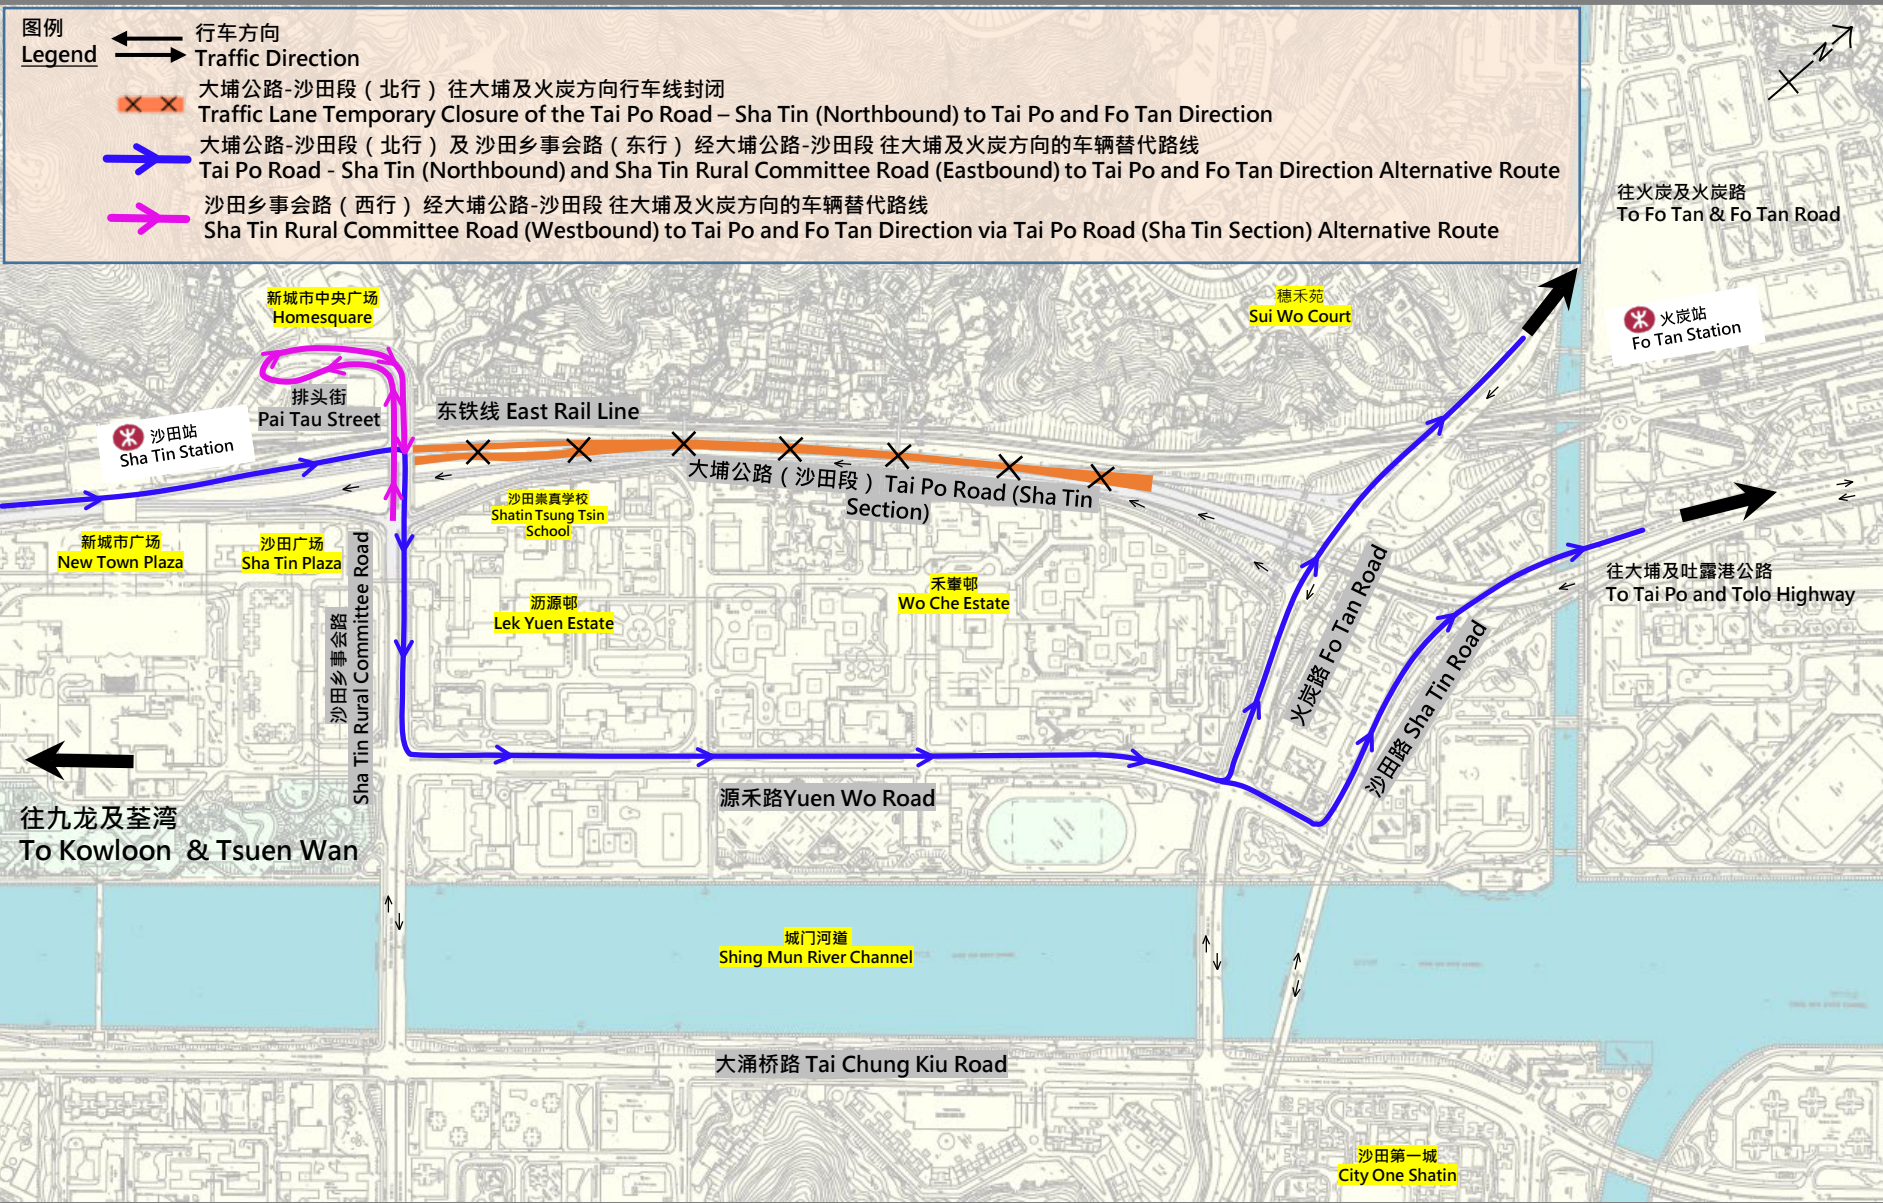 图例
Legend
行车方向
Traffic Direction
大埔公路-沙田段（北行）往大埔及火炭方向行车线封闭
Traffic Lane Temporary Closure of the Tai Po Road – Sha Tin (Northbound) to Tai Po and Fo Tan Direction
大埔公路-沙田段（北行）及 沙田乡事会路（东行）经大埔公路-沙田段 往大埔及火炭方向的车辆替代路线
Tai Po Road - Sha Tin (Northbound) and Sha Tin Rural Committee Road (Eastbound) to Tai Po and Fo Tan Direction Alternative Route
沙田乡事会路（西行）经大埔公路-沙田段 往大埔及火炭方向的车辆替代路线
Sha Tin Rural Committee Road (Westbound) to Tai Po and Fo Tan Direction via Tai Po Road (Sha Tin Section) Alternative Route
N
往火炭及火炭路
To Fo Tan & Fo Tan Road
新城市中央广场
Homesquare
穗禾苑
Sui Wo Court
火炭站
Fo Tan Station
排头街
Pai Tau Street
东铁线 East Rail Line
沙田站
Sha Tin Station
大埔公路（沙田段）Tai Po Road (Sha Tin
Section)
沙田崇真学校
Shatin Tsung Tsin
School
新城市广场
New Town Plaza
沙田广场
Sha Tin Plaza
沙田乡事会路
Sha Tin Rural Committee Road
沥源邨
Lek Yuen Estate
禾輋邨
Wo Che Estate
火炭路 Fo Tan Road
沙田路 Sha Tin Road
往大埔及吐露港公路
To Tai Po and Tolo Highway
往九龙及荃湾
To Kowloon & Tsuen Wan
源禾路Yuen Wo Road
城门河道
Shing Mun River Channel
大涌桥路 Tai Chung Kiu Road
沙田第一城
City One Shatin